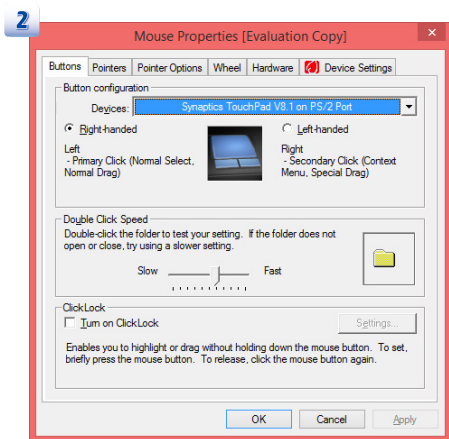 2
Mouse Properties [Evaluation Copy]
×
Buttons Pointers Pointer Options Wheel Hardware Device Settings
Button configuration
Devices: Synaptics TouchPad V8.1 on PS/2 Port
Right-handed Left-handed
Left
- Primary Click (Normal Select,
Normal Drag)
Right
- Secondary Click (Context
Menu, Special Drag)
Double Click Speed
Double-click the folder to test your setting. If the folder does not
open or close, try using a slower setting.
Slow Fast
ClickLock
Turn on ClickLock Settings...
Enables you to highlight or drag without holding down the mouse button. To set,
briefly press the mouse button. To release, click the mouse button again.
OK Cancel Apply